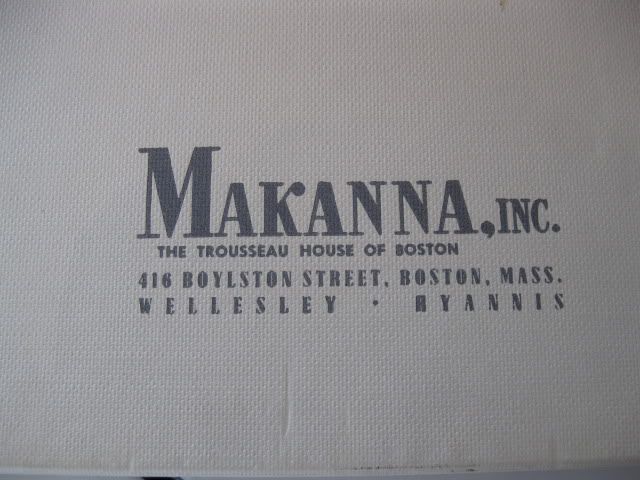 MAKANNA, INC.
THE TROUSSEAU HOUSE OF BOSTON
416 BOYLSTON STREET, BOSTON, MASS.
WELLESLEY · HYANNIS